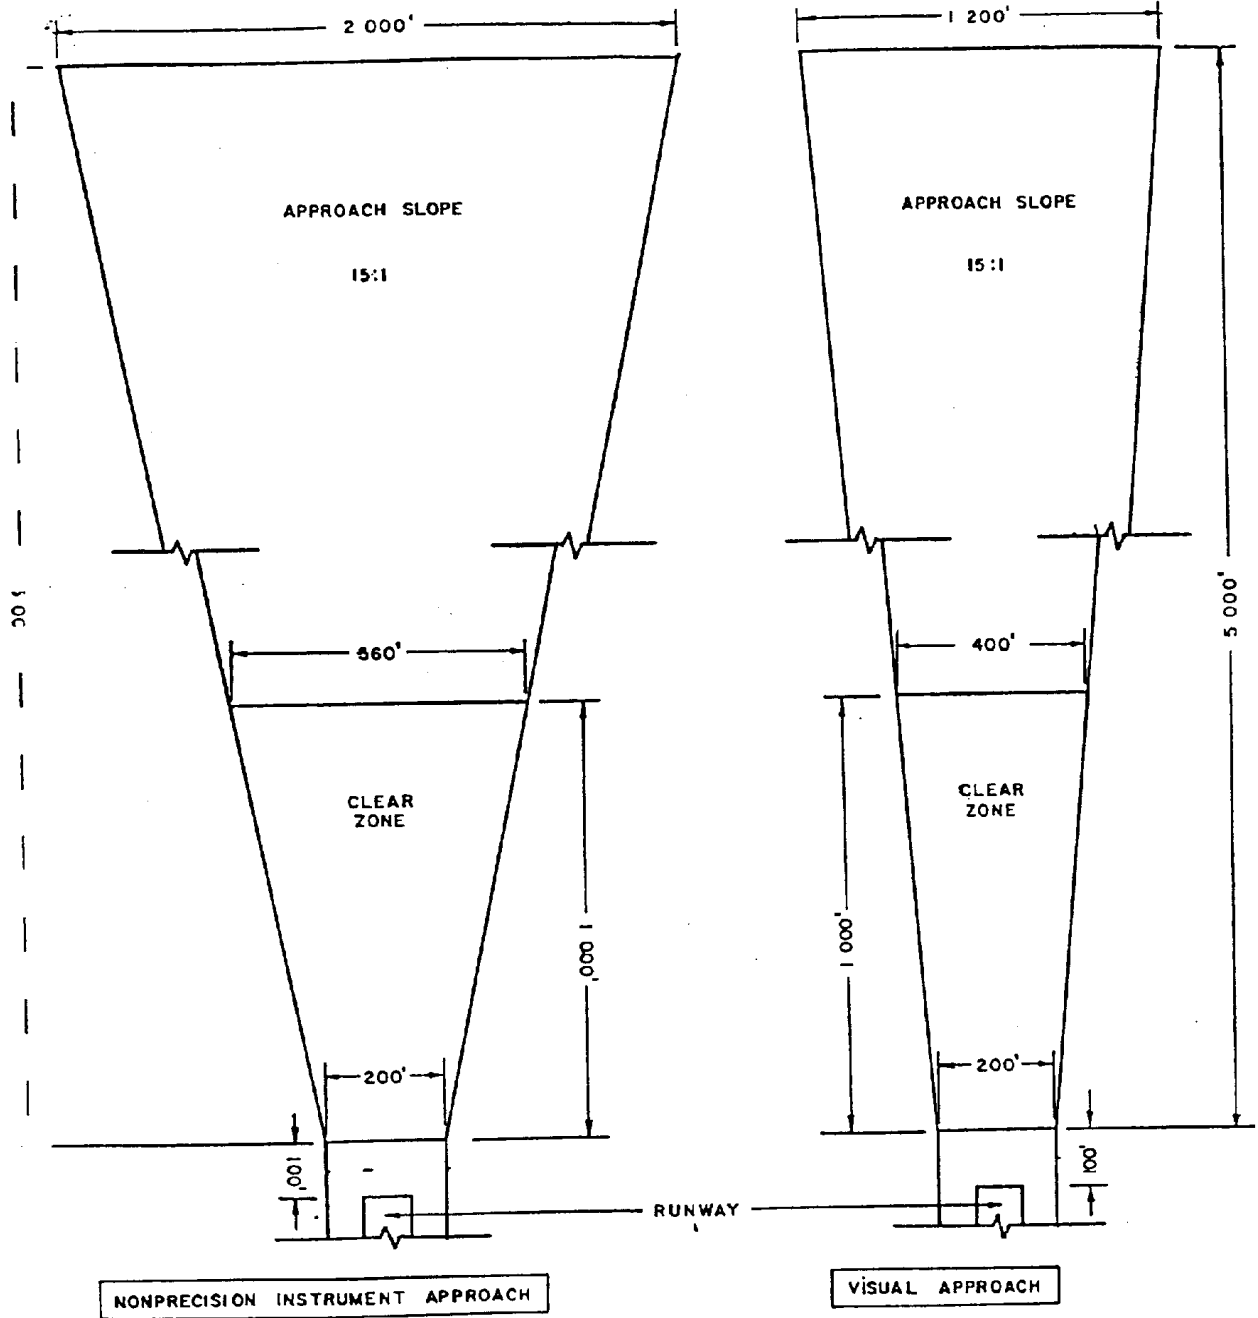 2 000'
1 200'
APPROACH SLOPE
15:1
APPROACH SLOPE
15:1
5 000'
560'
400'
CLEAR
ZONE
CLEAR
ZONE
1 000'
1 000'
200'
200'
100'
100'
RUNWAY
NONPRECISION INSTRUMENT APPROACH
VISUAL APPROACH